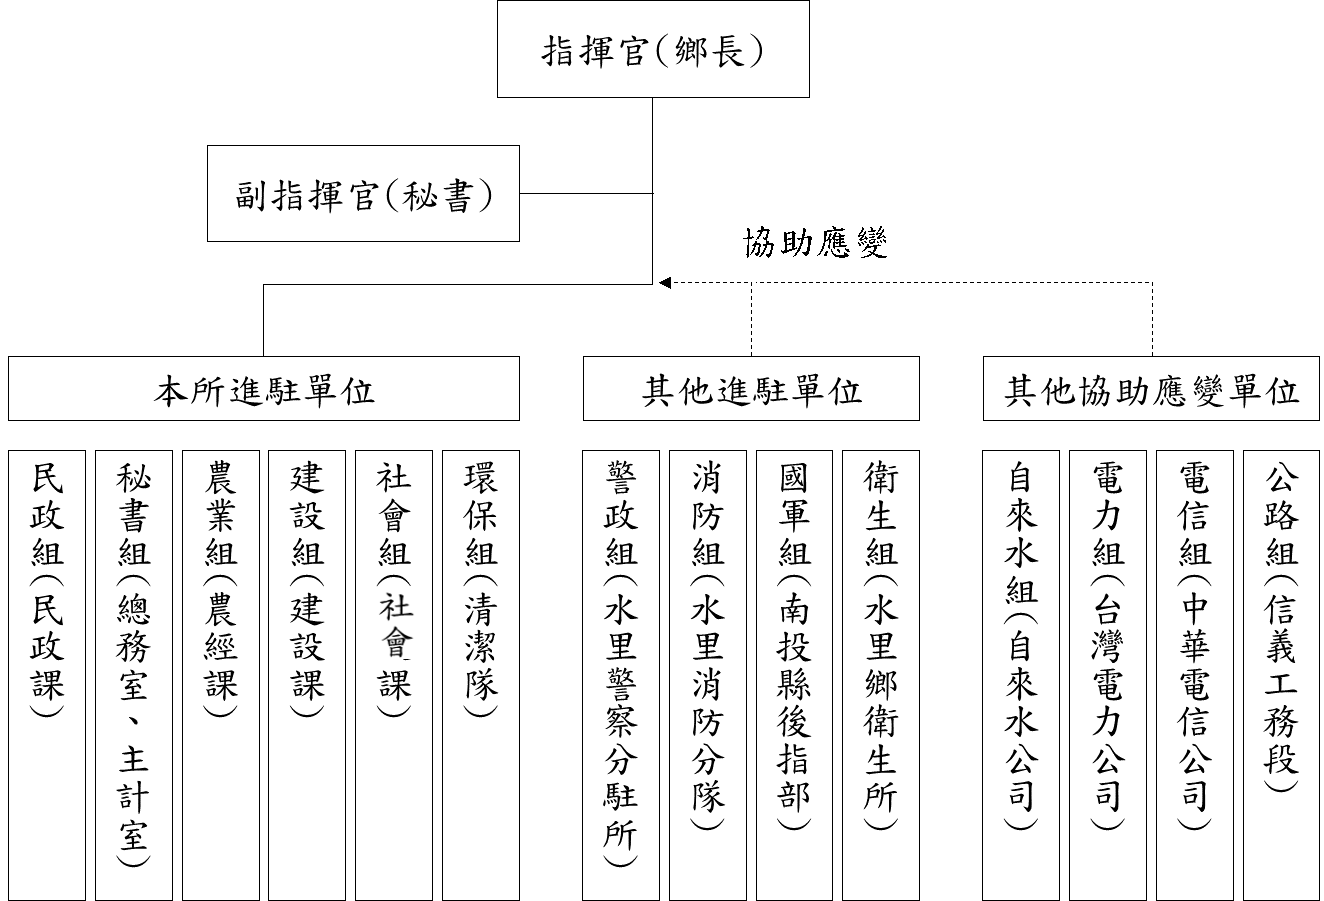 指揮官(鄉長)
副指揮官(秘書)
協助應變
本所進駐單位
其他進駐單位
其他協助應變單位
民政組(民政課)
秘書組(總務室、主計室)
農業組(農經課)
建設組(建設課)
社會組(社會課)
環保組(清潔隊)
警政組(水里警察分駐所)
消防組(水里消防分隊)
國軍組(南投縣後指部)
衛生組(水里鄉衛生所)
自來水組(自來水公司)
電力組(台灣電力公司)
電信組(中華電信公司)
公路組(信義工務段)